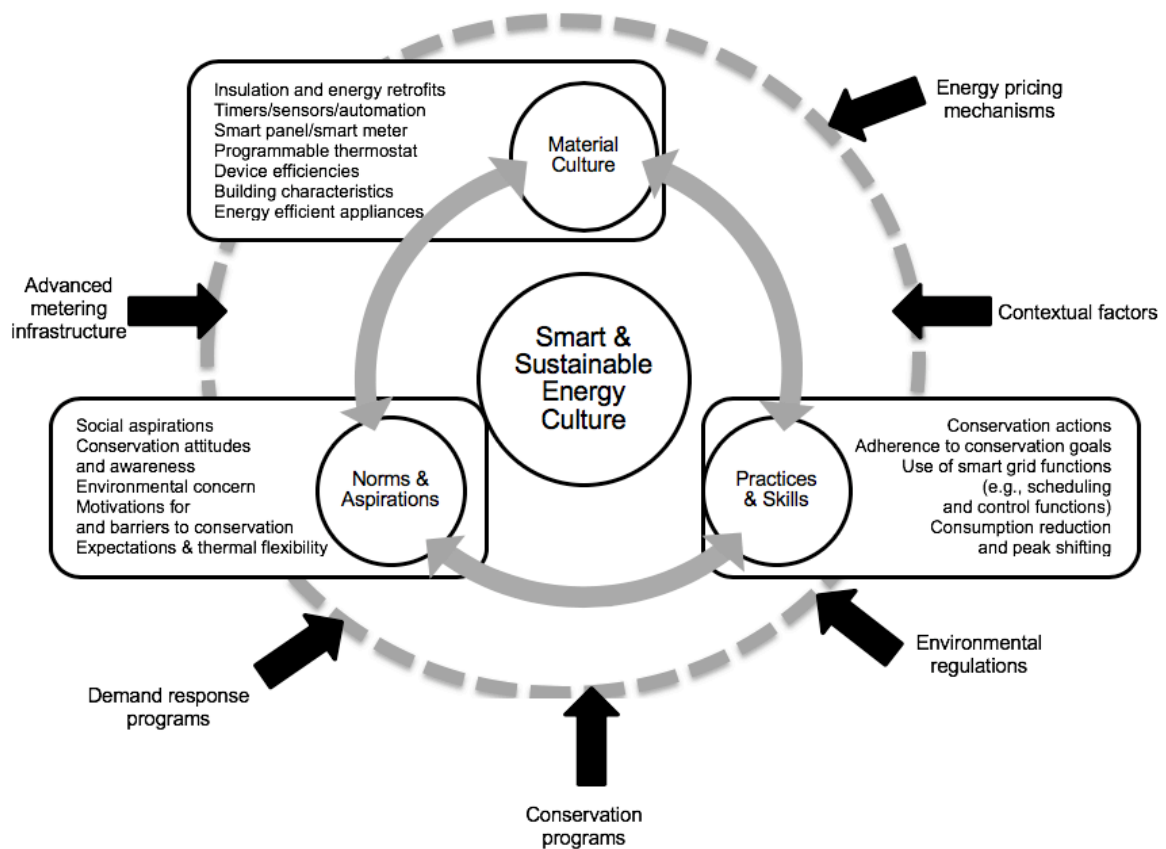 Insulation and energy retrofits
Timers/sensors/automation
Smart panel/smart meter
Programmable thermostat
Device efficiencies
Building characteristics
Energy efficient appliances
Material
Culture
Energy pricing
mechanisms
Advanced
metering
infrastructure
Contextual factors
Smart &
Sustainable
Energy
Culture
Social aspirations
Conservation attitudes
and awareness
Environmental concern
Motivations for
and barriers to conservation
Expectations & thermal flexibility
Norms &
Aspirations
Practices
& Skills
Conservation actions
Adherence to conservation goals
Use of smart grid functions
(e.g., scheduling
and control functions)
Consumption reduction
and peak shifting
Demand response
programs
Environmental
regulations
Conservation
programs